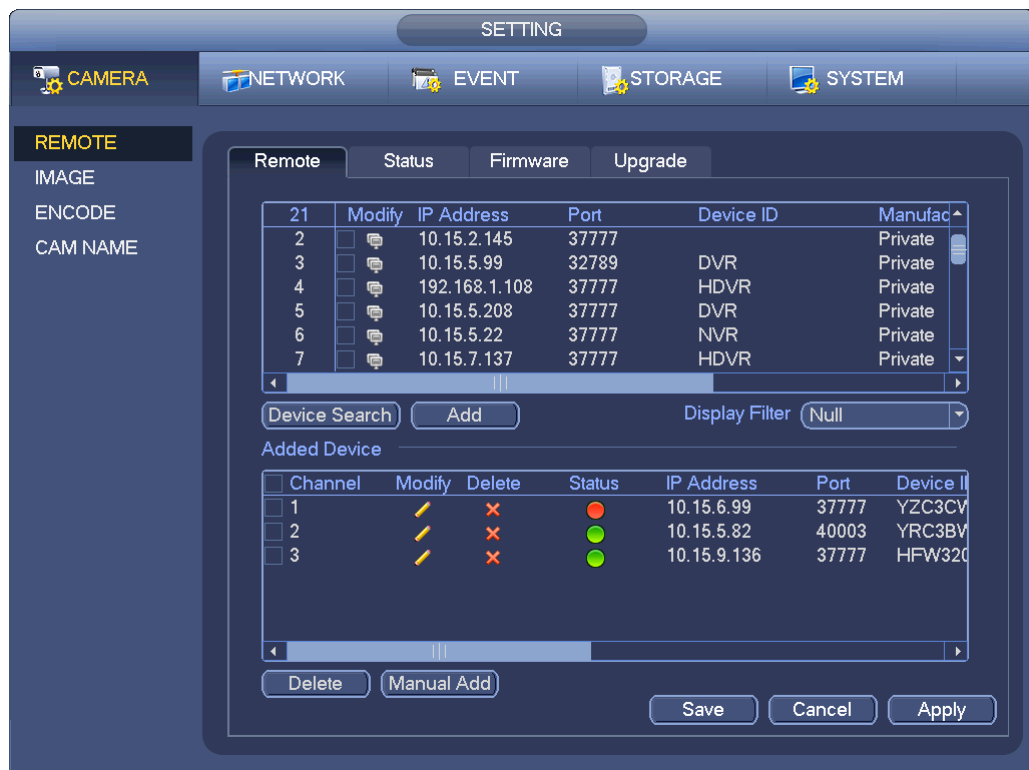 SETTING
CAMERA NETWORK EVENT STORAGE SYSTEM
REMOTE
IMAGE
ENCODE
CAM NAME
Remote Status Firmware Upgrade
21 Modify IP Address Port Device ID Manufac
2 10.15.2.145 37777 Private
3 10.15.5.99 32789 DVR Private
4 192.168.1.108 37777 HDVR Private
5 10.15.5.208 37777 DVR Private
6 10.15.5.22 37777 NVR Private
7 10.15.7.137 37777 HDVR Private
Device Search Add Display Filter Null
Added Device
Channel Modify Delete Status IP Address Port Device I
1 10.15.6.99 37777 YZC3CV
2 10.15.5.82 40003 YRC3BV
3 10.15.9.136 37777 HFW320
Delete Manual Add
Save Cancel Apply